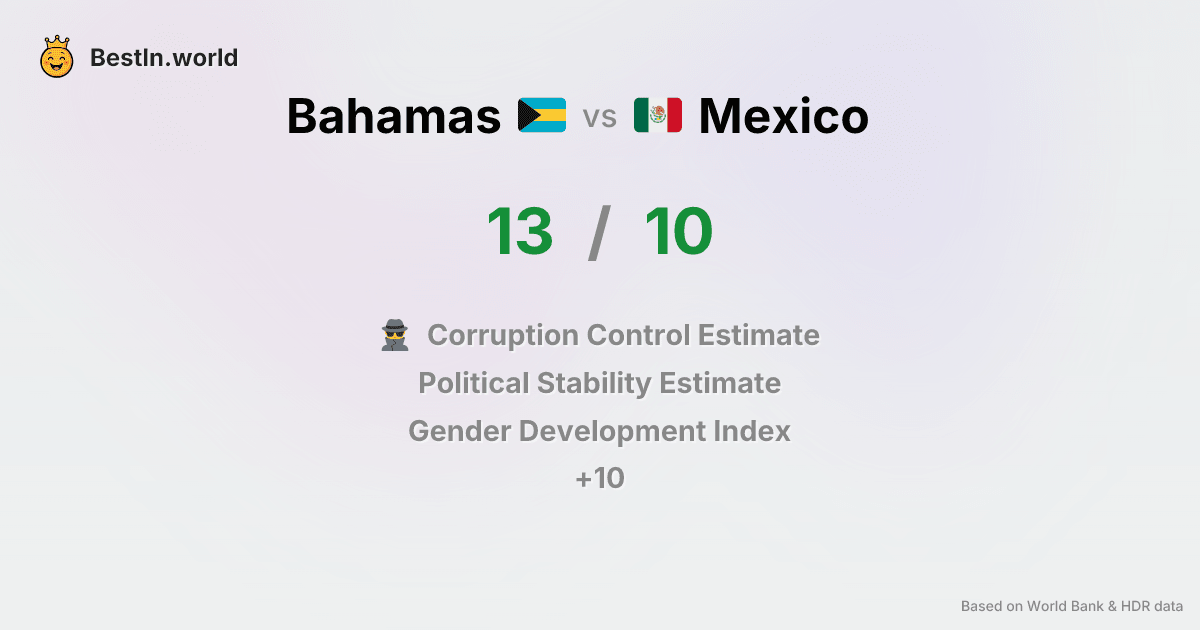 BestIn.world
Bahamas vs Mexico
13 / 10
Corruption Control Estimate
Political Stability Estimate
Gender Development Index
+10
Based on World Bank & HDR data